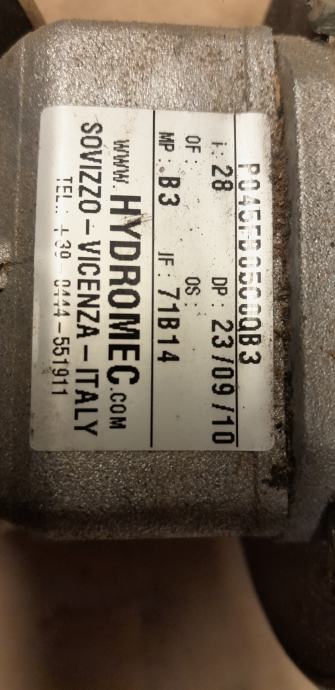 i: 28 DP: 23/09/10
OF: OS:
MP: B3 IF: 71B14
www.HYDROMEC.COM
SOVIZZO - VICENZA - ITALY
TEL.: +39-0444-551911